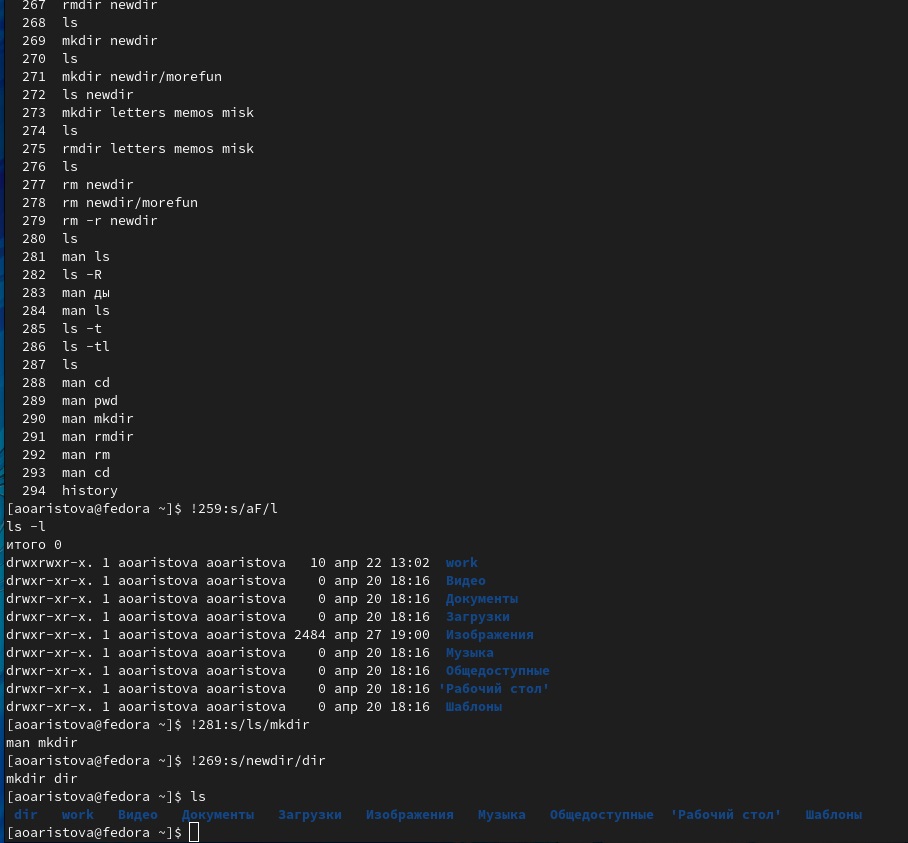 267 rmdir newdir
268 ls
269 mkdir newdir
270 ls
271 mkdir newdir/morefun
272 ls newdir
273 mkdir letters memos misk
274 ls
275 rmdir letters memos misk
276 ls
277 rm newdir
278 rm newdir/morefun
279 rm -r newdir
280 ls
281 man ls
282 ls -R
283 man ды
284 man ls
285 ls -t
286 ls -tl
287 ls
288 man cd
289 man pwd
290 man mkdir
291 man rmdir
292 man rm
293 man cd
294 history
[aoaristova@fedora ~]$ !259:s/aF/l
ls -l
итого 0
drwxrwxr-x. 1 aoaristova aoaristova 10 апр 22 13:02 work
drwxr-xr-x. 1 aoaristova aoaristova 0 апр 20 18:16 Видео
drwxr-xr-x. 1 aoaristova aoaristova 0 апр 20 18:16 Документы
drwxr-xr-x. 1 aoaristova aoaristova 0 апр 20 18:16 Загрузки
drwxr-xr-x. 1 aoaristova aoaristova 2484 апр 27 19:00 Изображения
drwxr-xr-x. 1 aoaristova aoaristova 0 апр 20 18:16 Музыка
drwxr-xr-x. 1 aoaristova aoaristova 0 апр 20 18:16 Общедоступные
drwxr-xr-x. 1 aoaristova aoaristova 0 апр 20 18:16 'Рабочий стол'
drwxr-xr-x. 1 aoaristova aoaristova 0 апр 20 18:16 Шаблоны
[aoaristova@fedora ~]$ !281:s/ls/mkdir
man mkdir
[aoaristova@fedora ~]$ !269:s/newdir/dir
mkdir dir
[aoaristova@fedora ~]$ ls
dir work Видео Документы Загрузки Изображения Музыка Общедоступные 'Рабочий стол' Шаблоны
[aoaristova@fedora ~]$